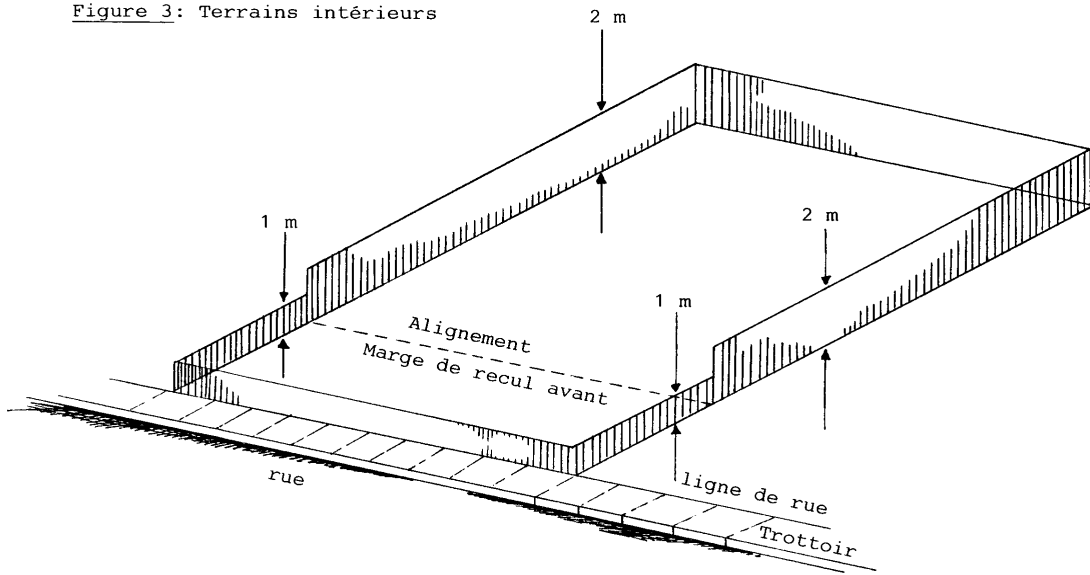 Figure 3: Terrains intérieurs
2 m
1 m
2 m
1 m
Alignement
Marge de recul avant
rue
ligne de rue
Trottoir